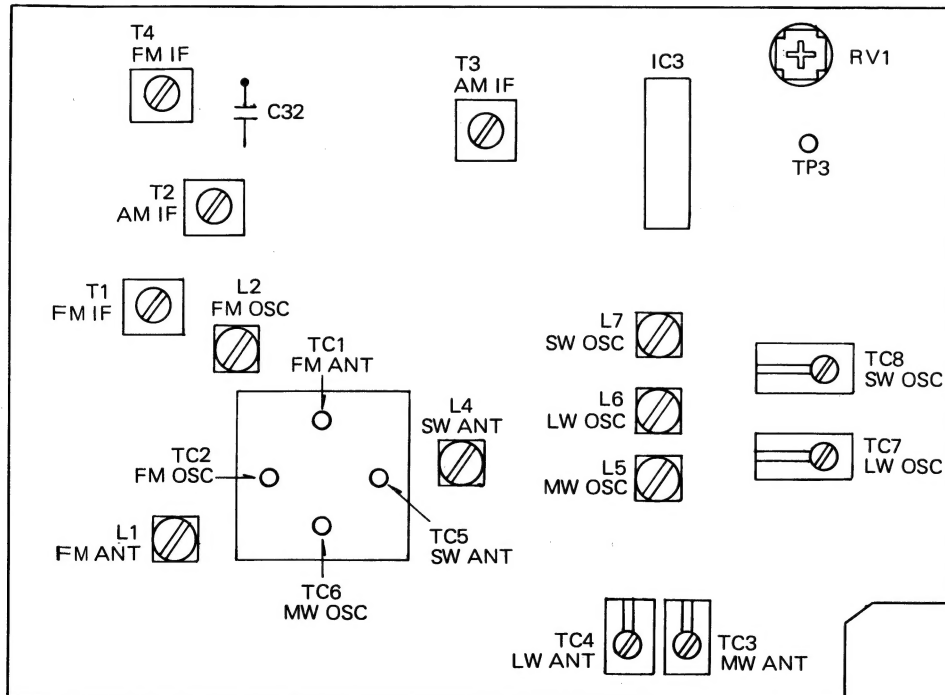 T4
FM IF
C32
T3
AM IF
IC3
RV1
TP3
T2
AM IF
T1
FM IF
L2
FM OSC
TC1
FM ANT
L7
SW OSC
TC8
SW OSC
L4
SW ANT
L6
LW OSC
TC7
LW OSC
TC2
FM OSC
L5
MW OSC
L1
FM ANT
TC5
SW ANT
TC6
MW OSC
TC4
LW ANT
TC3
MW ANT